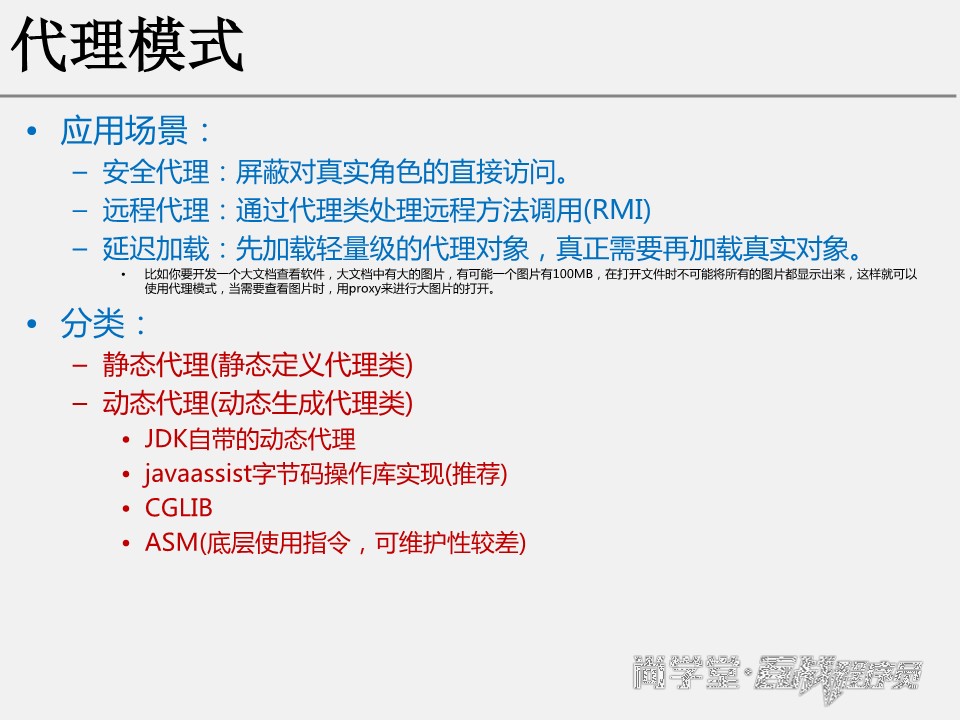 代理模式
• 应用场景：
– 安全代理：屏蔽对真实角色的直接访问。
– 远程代理：通过代理类处理远程方法调用(RMI)
– 延迟加载：先加载轻量级的代理对象，真正需要再加载真实对象。
• 比如你要开发一个大文档查看软件，大文档中有大的图片，有可能一个图片有100MB，在打开文件时不可能将所有的图片都显示出来，这样就可以
使用代理模式，当需要查看图片时，用proxy来进行大图片的打开。
• 分类：
– 静态代理(静态定义代理类)
– 动态代理(动态生成代理类)
• JDK自带的动态代理
• javaassist字节码操作库实现(推荐)
• CGLIB
• ASM(底层使用指令，可维护性较差)
尚学堂·